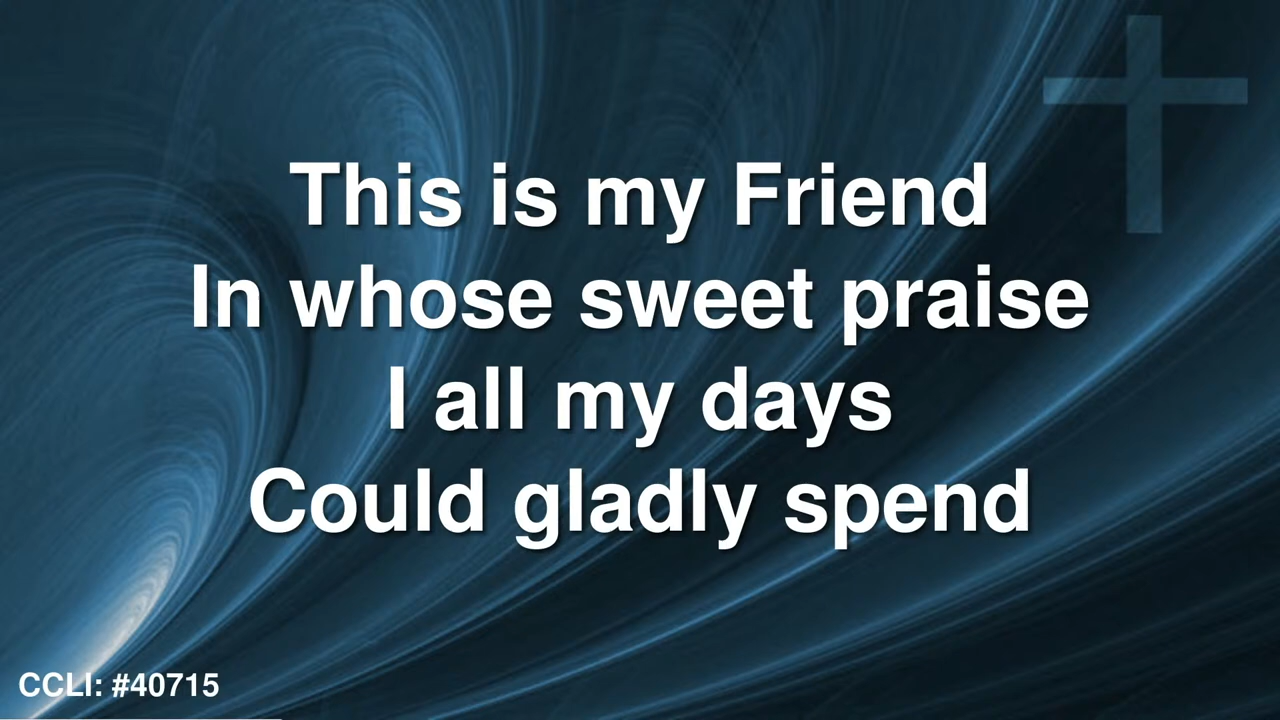 This is my Friend
In whose sweet praise
I all my days
Could gladly spend
CCLI: #40715